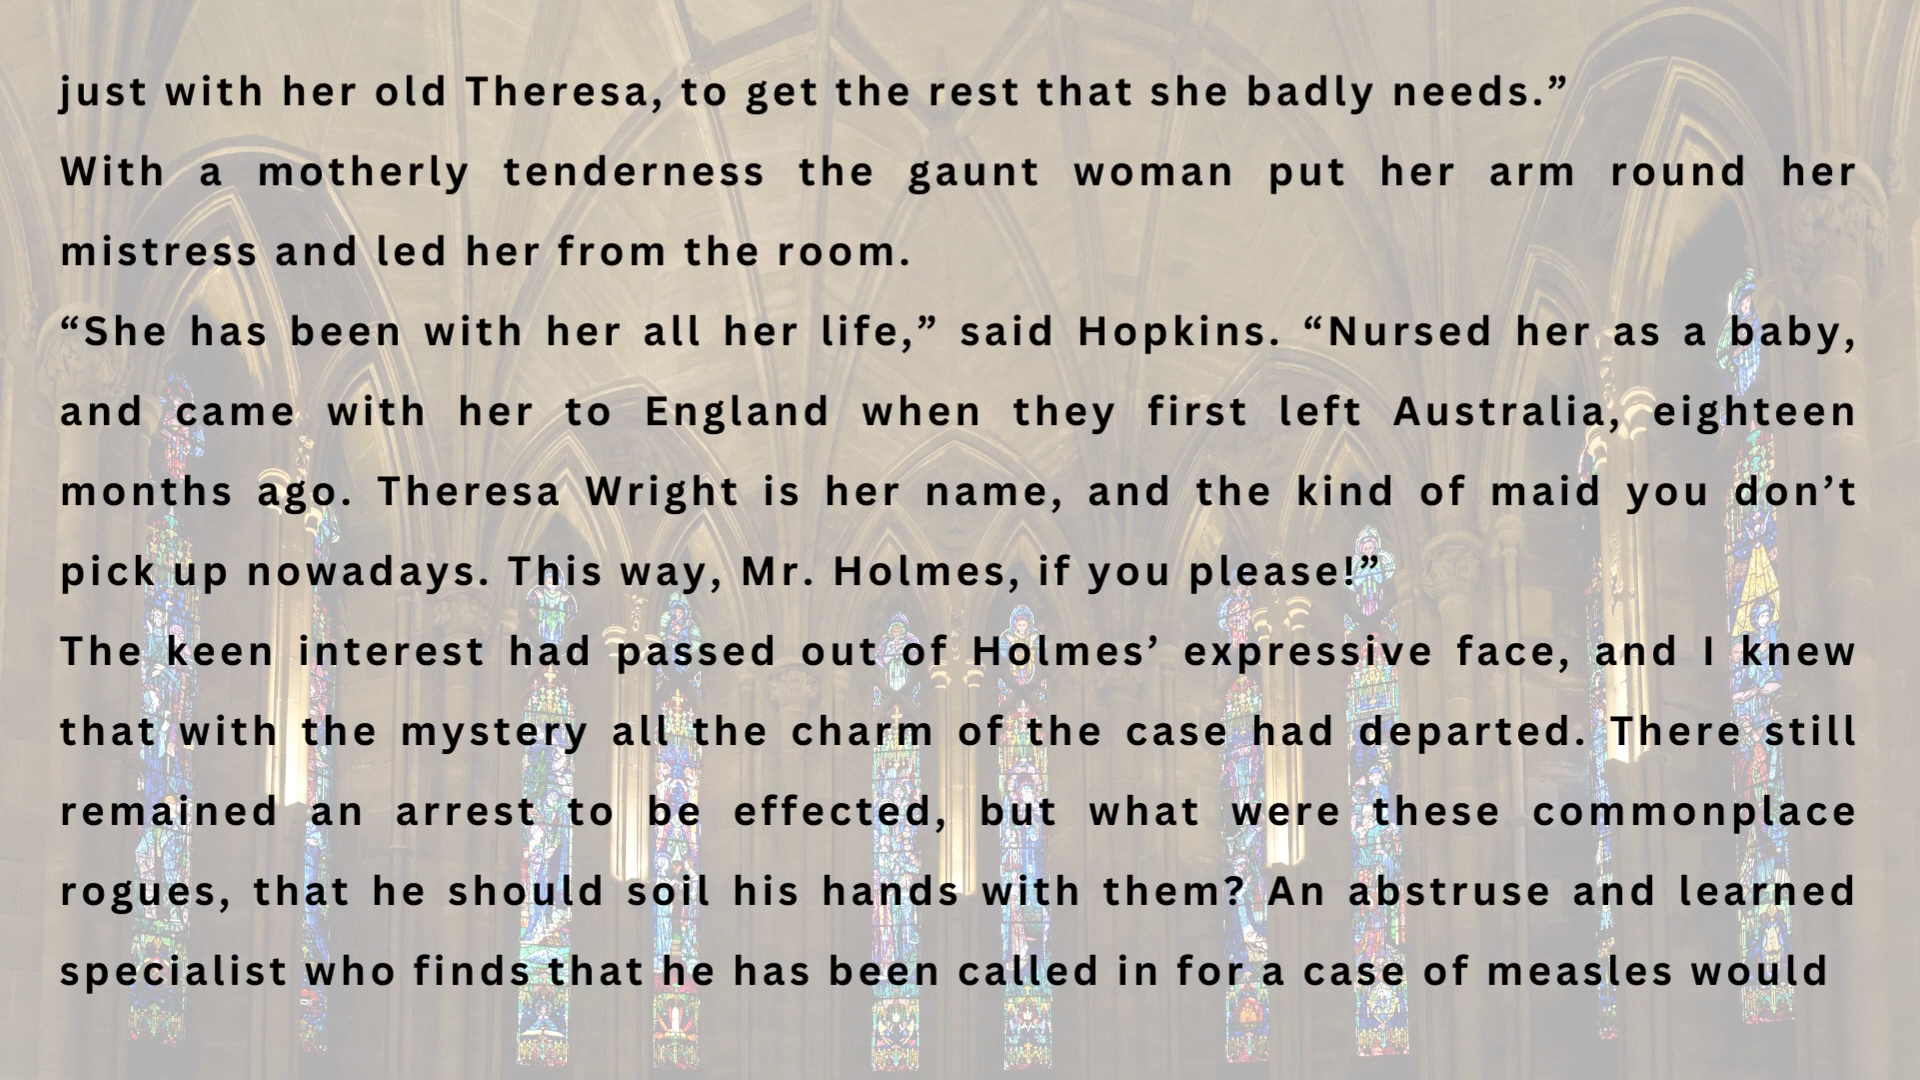 just with her old Theresa, to get the rest that she badly needs.”
With a motherly tenderness the gaunt woman put her arm round her
mistress and led her from the room.
“She has been with her all her life,” said Hopkins. “Nursed her as a baby,
and came with her to England when they first left Australia, eighteen
months ago. Theresa Wright is her name, and the kind of maid you don’t
pick up nowadays. This way, Mr. Holmes, if you please!”
The keen interest had passed out of Holmes’ expressive face, and I knew
that with the mystery all the charm of the case had departed. There still
remained an arrest to be effected, but what were these commonplace
rogues, that he should soil his hands with them? An abstruse and learned
specialist who finds that he has been called in for a case of measles would